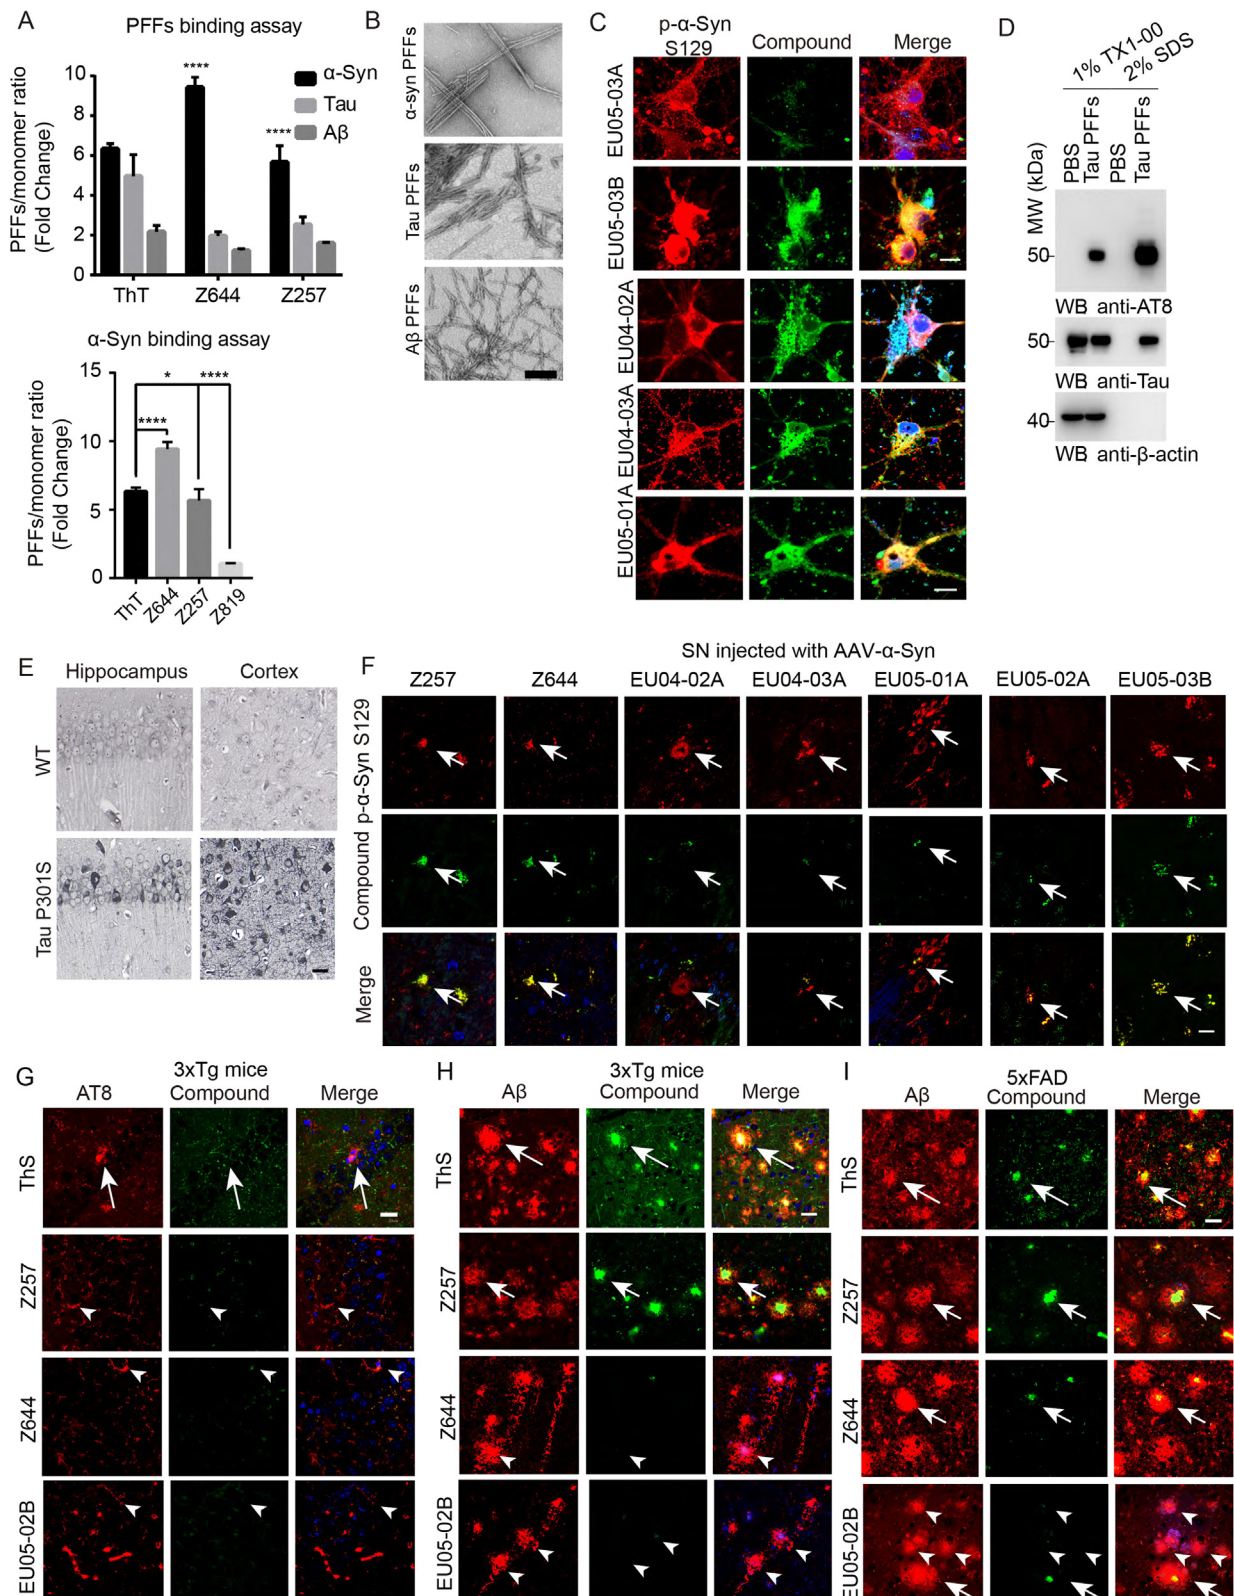 A
PFFs binding assay
PFFs/monomer ratio
(Fold Change)
10
8
6
4
2
0
****
****
α-Syn
Tau
Aβ
ThT
Z644
Z257
α-Syn binding assay
PFFs/monomer ratio
(Fold Change)
15
10
5
0
*
****
****
ThT
Z644
Z257
Z819
B
α-syn PFFs
Tau PFFs
Aβ PFFs
C
p-α-Syn
S129
Compound
Merge
EU05-03A
EU05-03B
EU04-02A
EU04-03A
EU05-01A
D
1% TX1-00
2% SDS
MW (kDa)
PBS
Tau PFFs
PBS
Tau PFFs
50-
WB anti-AT8
50-
WB anti-Tau
40-
WB anti-β-actin
E
Hippocampus
Cortex
WT
Tau P301S
F
SN injected with AAV-α-Syn
Z257
Z644
EU04-02A
EU04-03A
EU05-01A
EU05-02A
EU05-03B
p-α-Syn S129
Compound
Merge
G
3xTg mice
AT8
Compound
Merge
ThS
Z257
Z644
EU05-02B
H
3xTg mice
Aβ
Compound
Merge
ThS
Z257
Z644
EU05-02B
I
5xFAD
Aβ
Compound
Merge
ThS
Z257
Z644
EU05-02B